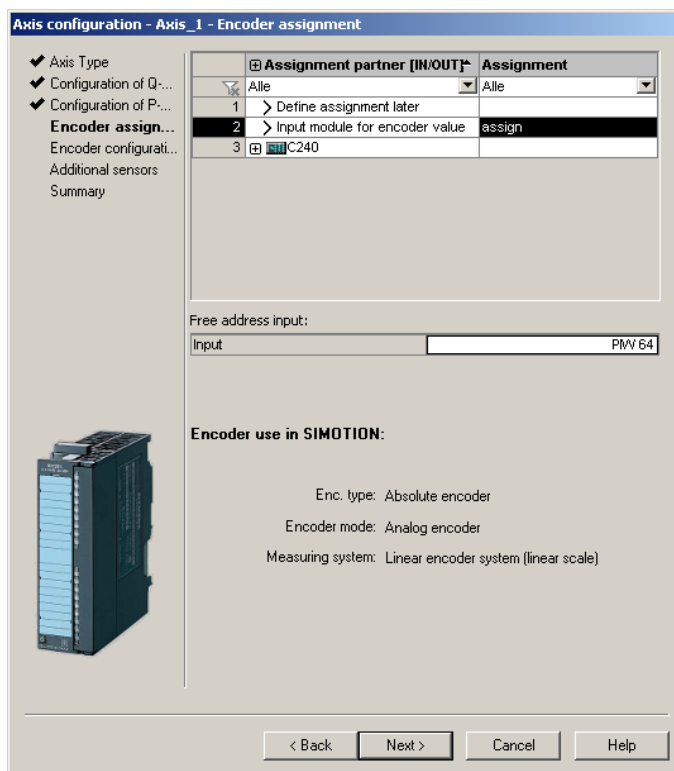 Axis configuration - Axis_1 - Encoder assignment
Axis Type
Configuration of Q-...
Configuration of P-...
Encoder assign...
Encoder configurati...
Additional sensors
Summary
Assignment partner [IN/OUT] Assignment
Alle Alle
1 Define assignment later
2 Input module for encoder value assign
3 C240
Free address input:
Input PIW 64
Encoder use in SIMOTION:
Enc. type: Absolute encoder
Encoder mode: Analog encoder
Measuring system: Linear encoder system (linear scale)
< Back Next > Cancel Help